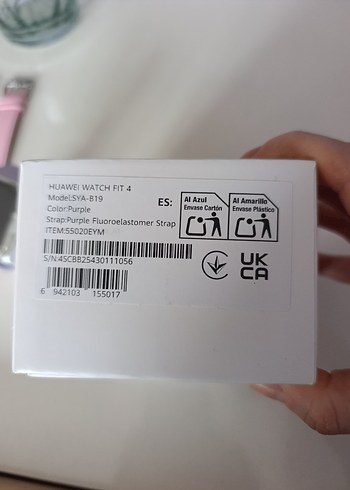 HUAWEI WATCH FIT 4
Model:SYA-B19
Color:Purple
Strap:Purple Fluoroelastomer Strap
ITEM:55020EYM
ES:
Al Azul
Envase Cartón
Al Amarillo
Envase Plástico
S/N:4SCBB25430111056
UK
CA
6 942103 155017